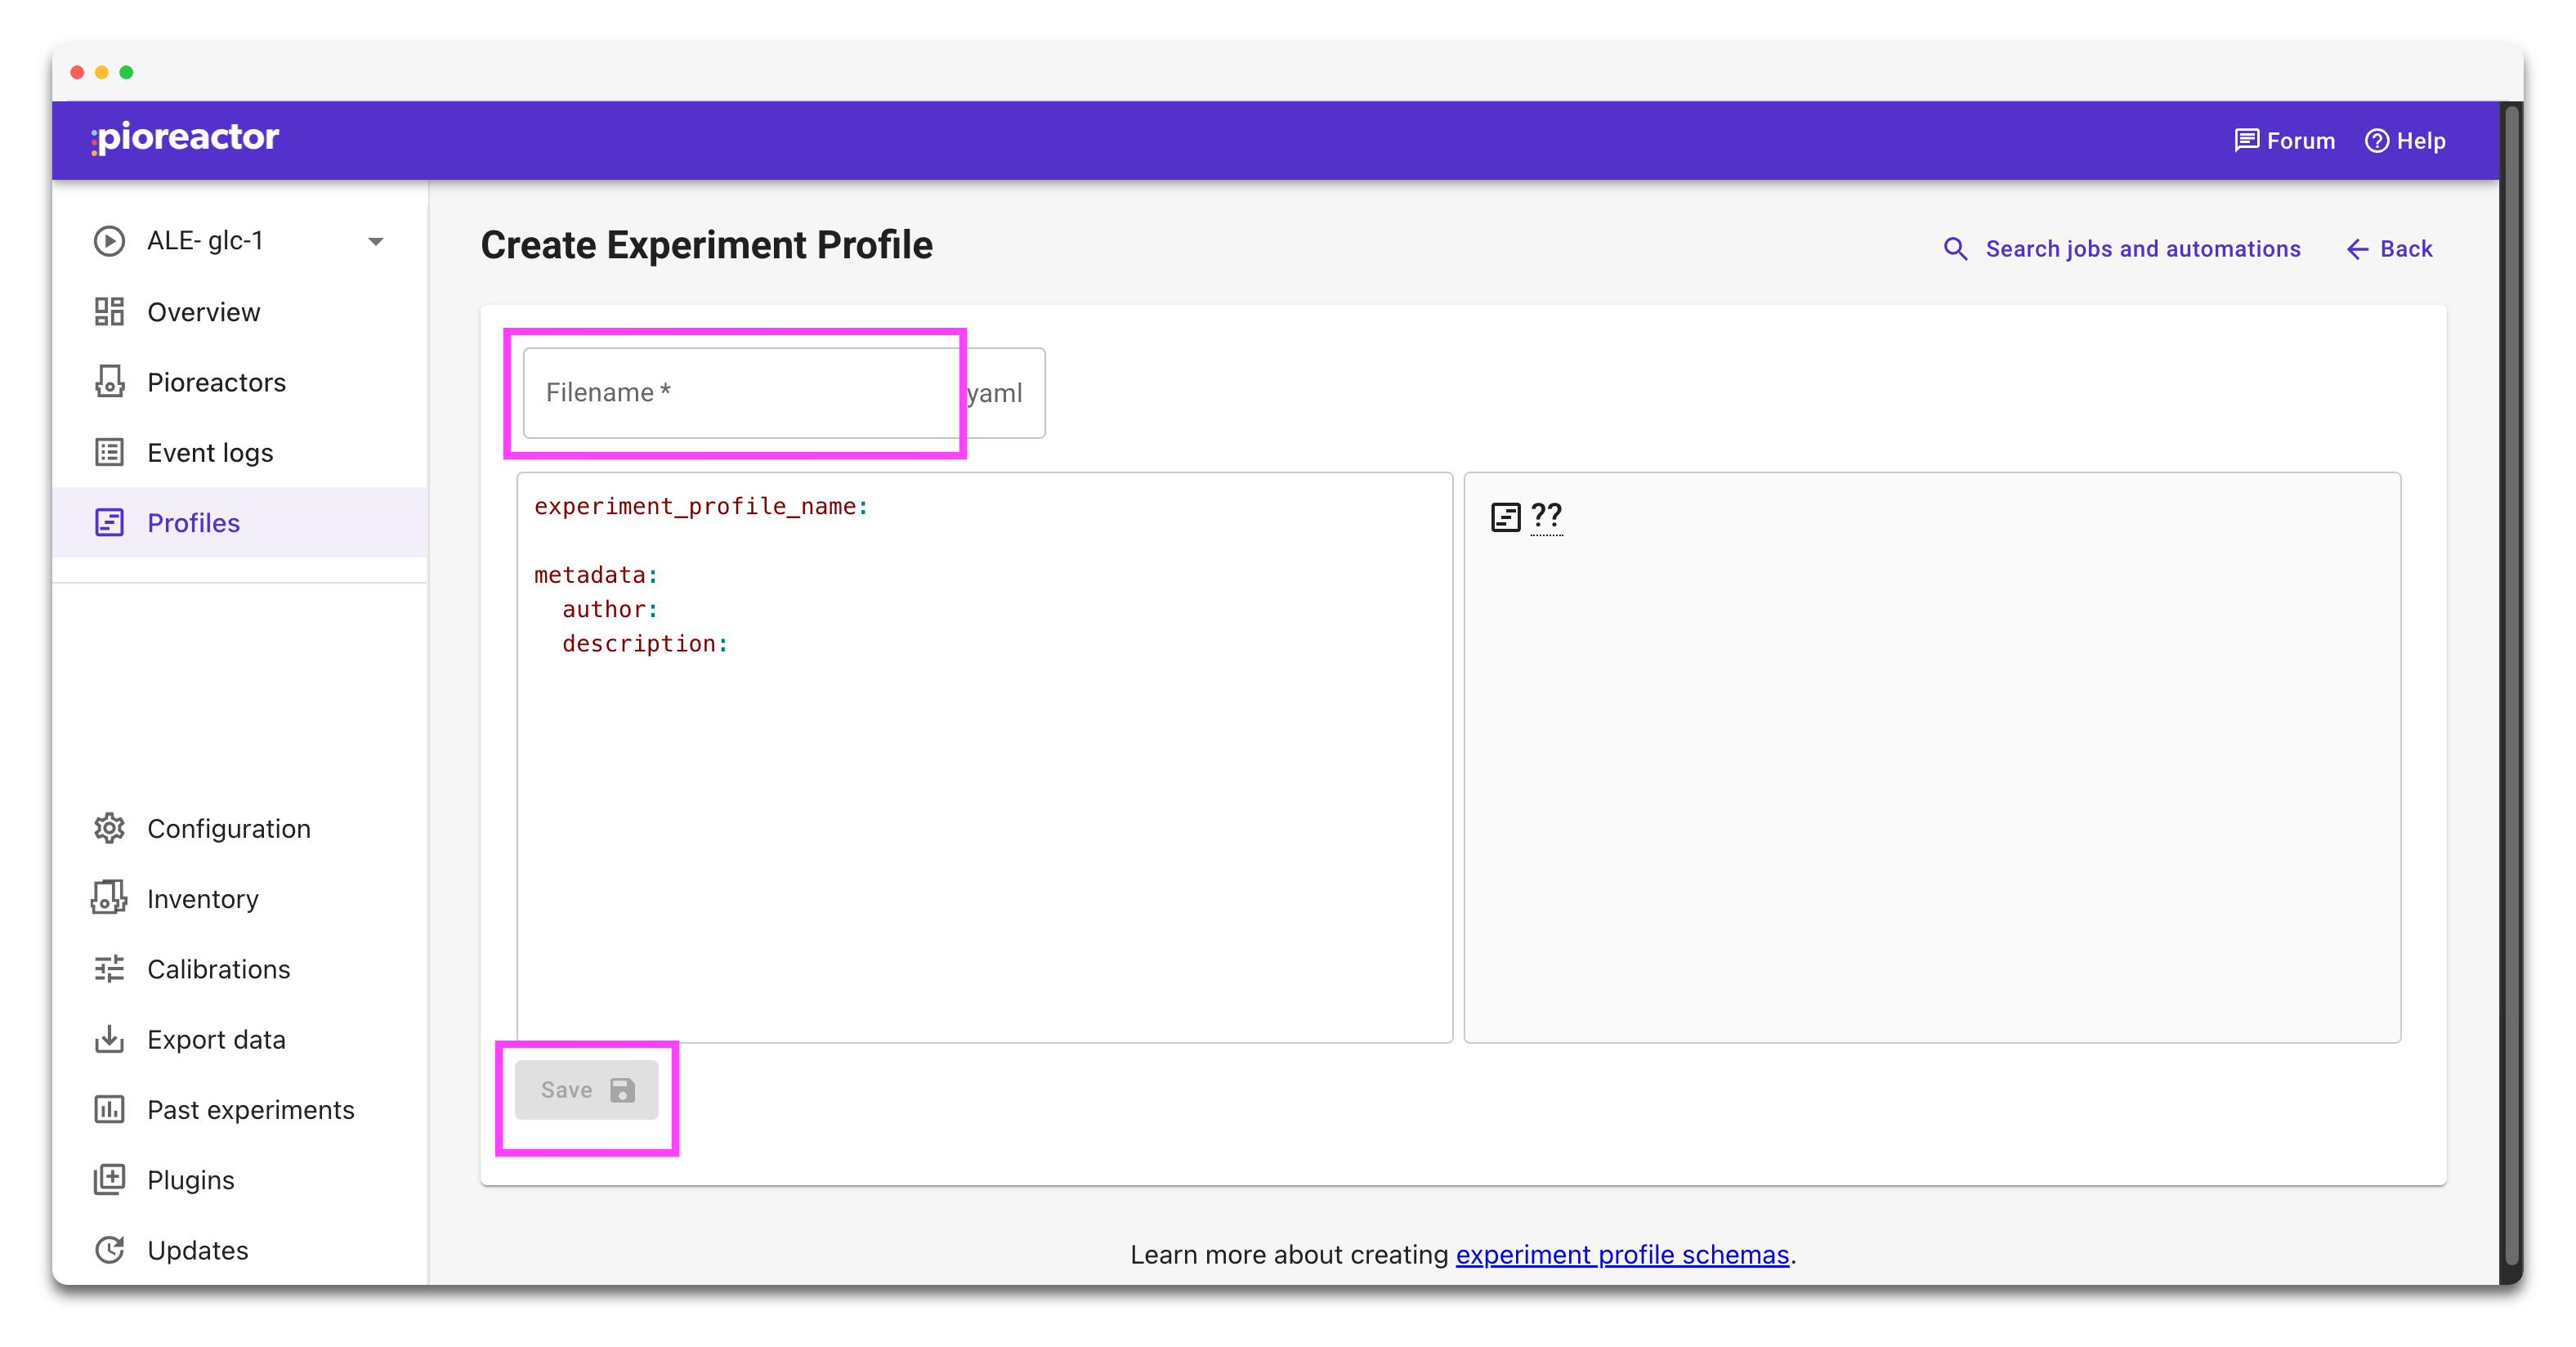 pioreactor
Forum
Help
ALE- glc-1
Overview
Pioreactors
Event logs
Profiles
Configuration
Inventory
Calibrations
Export data
Past experiments
Plugins
Updates
Create Experiment Profile
Search jobs and automations
Back
Filename *
yaml
experiment_profile_name:
metadata:
author:
description:
??
Save
Learn more about creating experiment profile schemas.